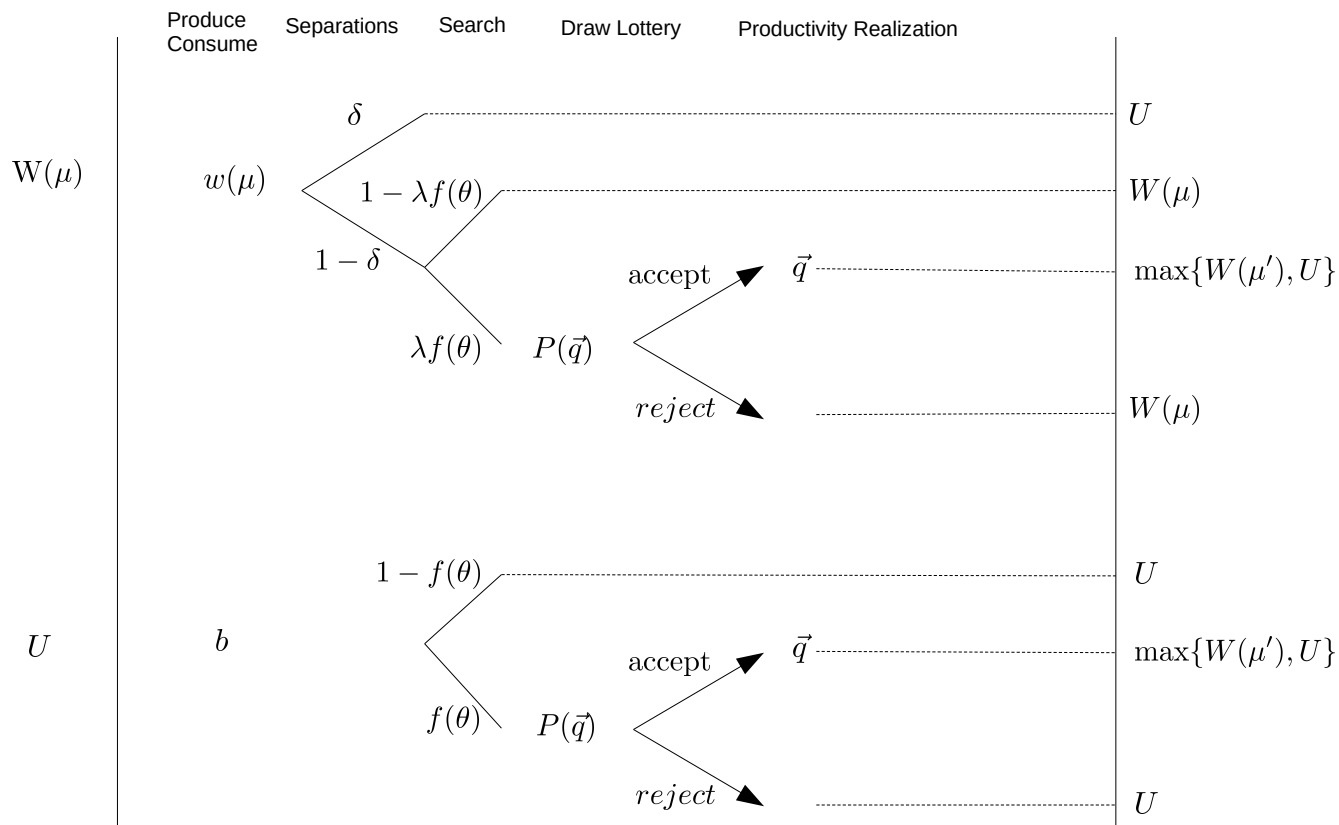 Produce
Consume
Separations
Search
Draw Lottery
Productivity Realization
δ
U
W(μ)
w(μ)
1 − λf(θ)
W(μ)
1 − δ
accept
q⃗
max{W(μ′), U}
λf(θ)
P(q⃗)
reject
W(μ)
1 − f(θ)
U
U
b
accept
q⃗
max{W(μ′), U}
f(θ)
P(q⃗)
reject
U